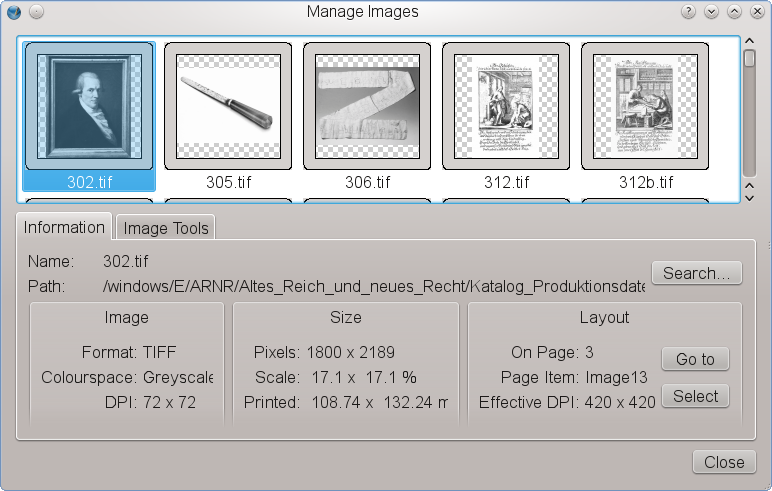 Manage Images
302.tif 305.tif 306.tif 312.tif 312b.tif
Information Image Tools
Name: 302.tif
Path: /windows/E/ARNR/Altes_Reich_und_neues_Recht/Katalog_Produktionsdate
Search...
Image Size Layout
Format: TIFF Pixels: 1800 x 2189 On Page: 3 Go to
Colourspace: Greyscale Scale: 17.1 x 17.1 % Page Item: Image13
DPI: 72 x 72 Printed: 108.74 x 132.24 m Effective DPI: 420 x 420 Select
Close